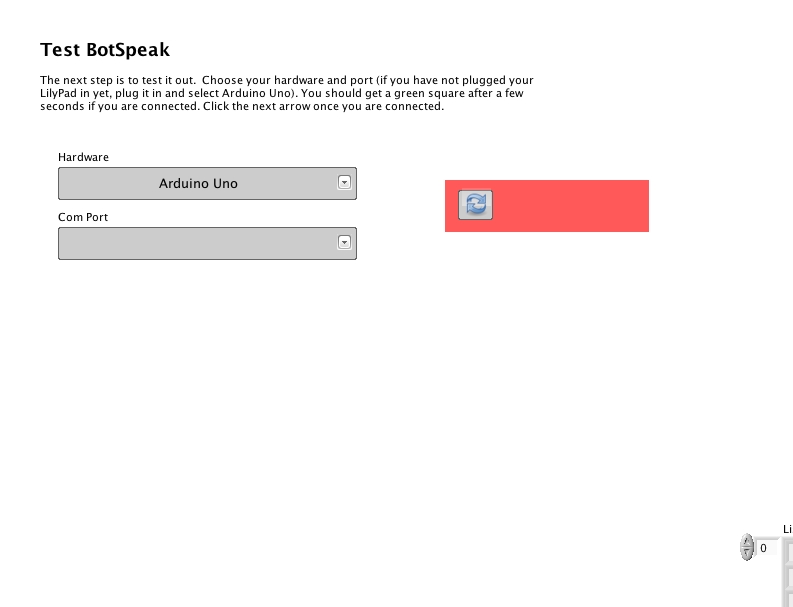 Test BotSpeak
The next step is to test it out.  Choose your hardware and port (if you have not plugged your
LilyPad in yet, plug it in and select Arduino Uno). You should get a green square after a few
seconds if you are connected. Click the next arrow once you are connected.
Hardware
Arduino Uno
Com Port
Li
0